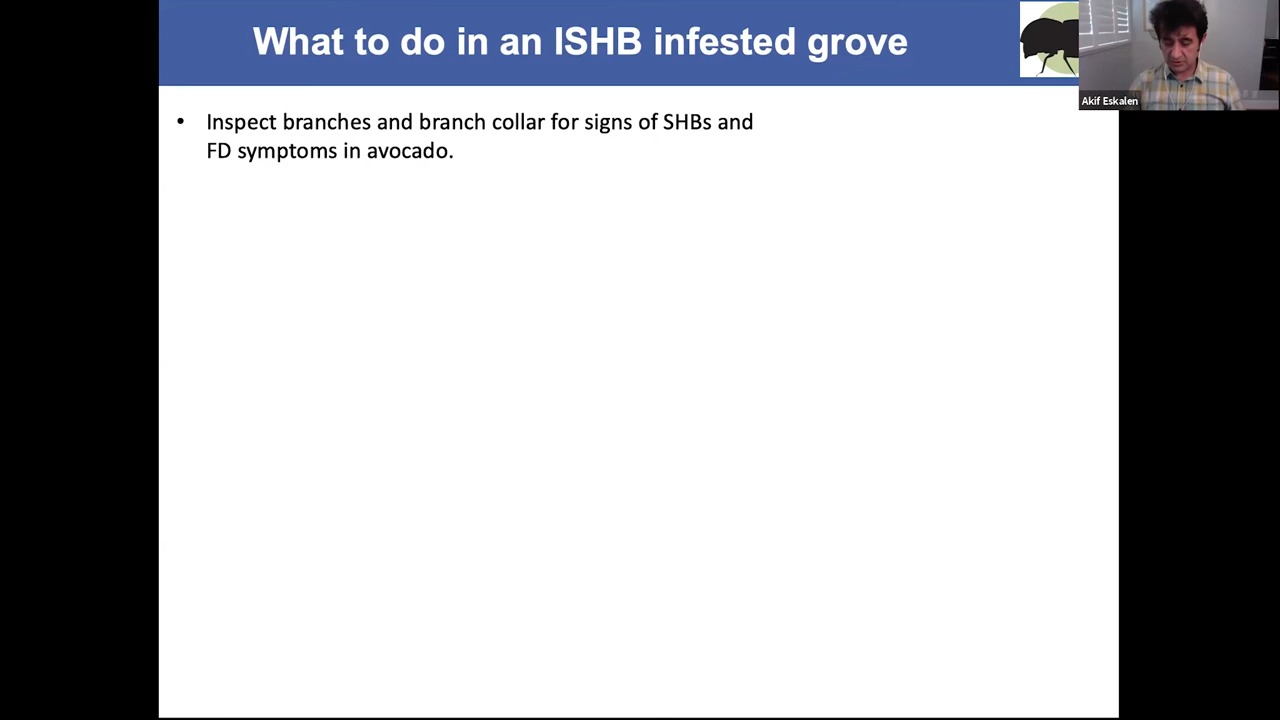 What to do in an ISHB infested grove
Akif Eskalen
• Inspect branches and branch collar for signs of SHBs and
FD symptoms in avocado.